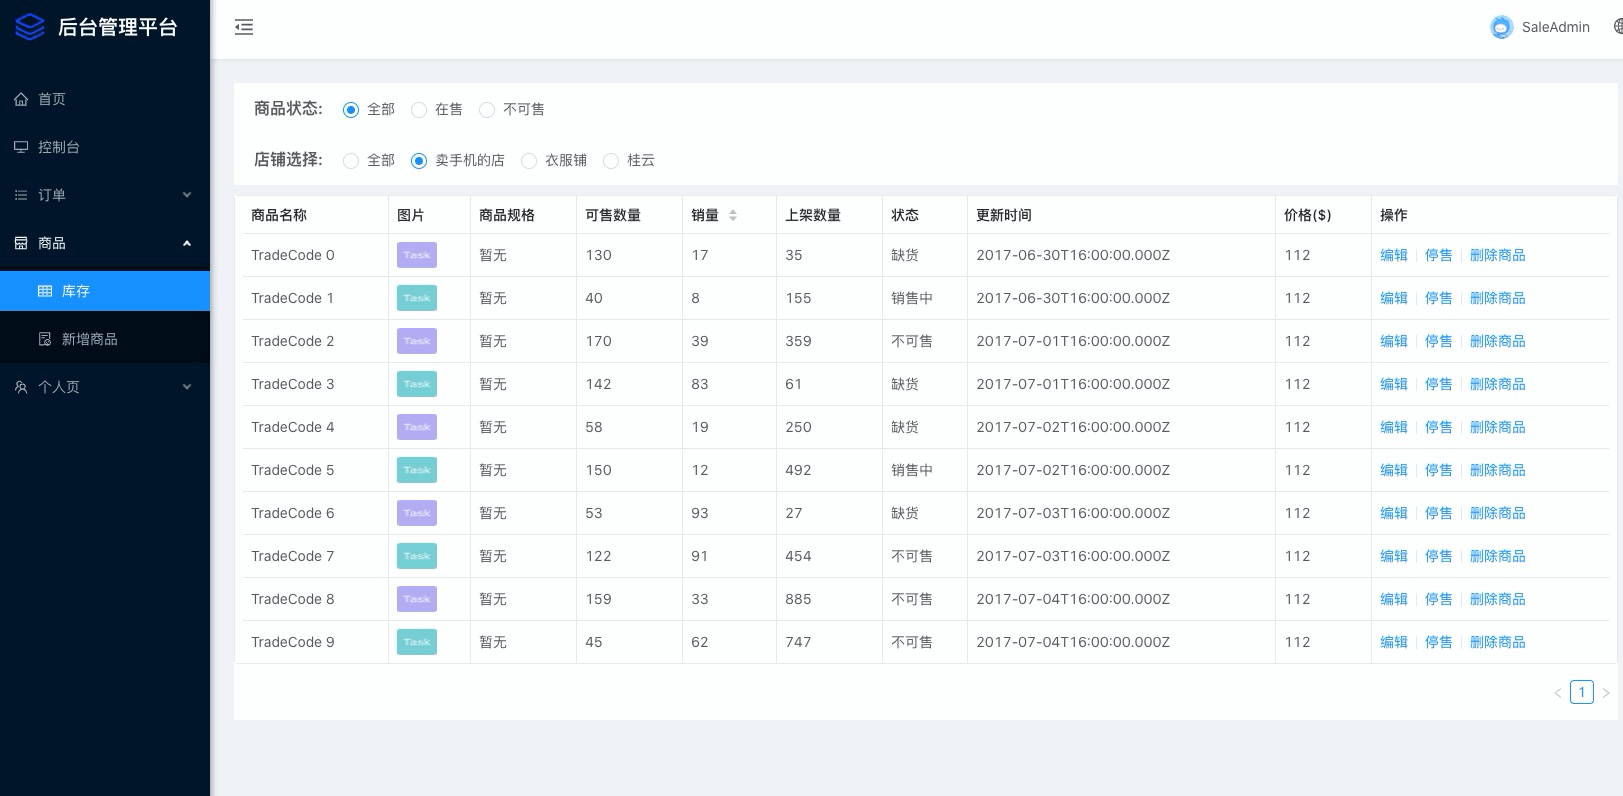 后台管理平台
SaleAdmin
首页
控制台
订单
商品
库存
新增商品
个人页
商品状态: 全部 在售 不可售
店铺选择: 全部 卖手机的店 衣服铺 桂云
商品名称 图片 商品规格 可售数量 销量 上架数量 状态 更新时间 价格($) 操作
TradeCode 0 Task 暂无 130 17 35 缺货 2017-06-30T16:00:00.000Z 112 编辑 停售 删除商品
TradeCode 1 Task 暂无 40 8 155 销售中 2017-06-30T16:00:00.000Z 112 编辑 停售 删除商品
TradeCode 2 Task 暂无 170 39 359 不可售 2017-07-01T16:00:00.000Z 112 编辑 停售 删除商品
TradeCode 3 Task 暂无 142 83 61 缺货 2017-07-01T16:00:00.000Z 112 编辑 停售 删除商品
TradeCode 4 Task 暂无 58 19 250 缺货 2017-07-02T16:00:00.000Z 112 编辑 停售 删除商品
TradeCode 5 Task 暂无 150 12 492 销售中 2017-07-02T16:00:00.000Z 112 编辑 停售 删除商品
TradeCode 6 Task 暂无 53 93 27 缺货 2017-07-03T16:00:00.000Z 112 编辑 停售 删除商品
TradeCode 7 Task 暂无 122 91 454 不可售 2017-07-03T16:00:00.000Z 112 编辑 停售 删除商品
TradeCode 8 Task 暂无 159 33 885 不可售 2017-07-04T16:00:00.000Z 112 编辑 停售 删除商品
TradeCode 9 Task 暂无 45 62 747 不可售 2017-07-04T16:00:00.000Z 112 编辑 停售 删除商品
1